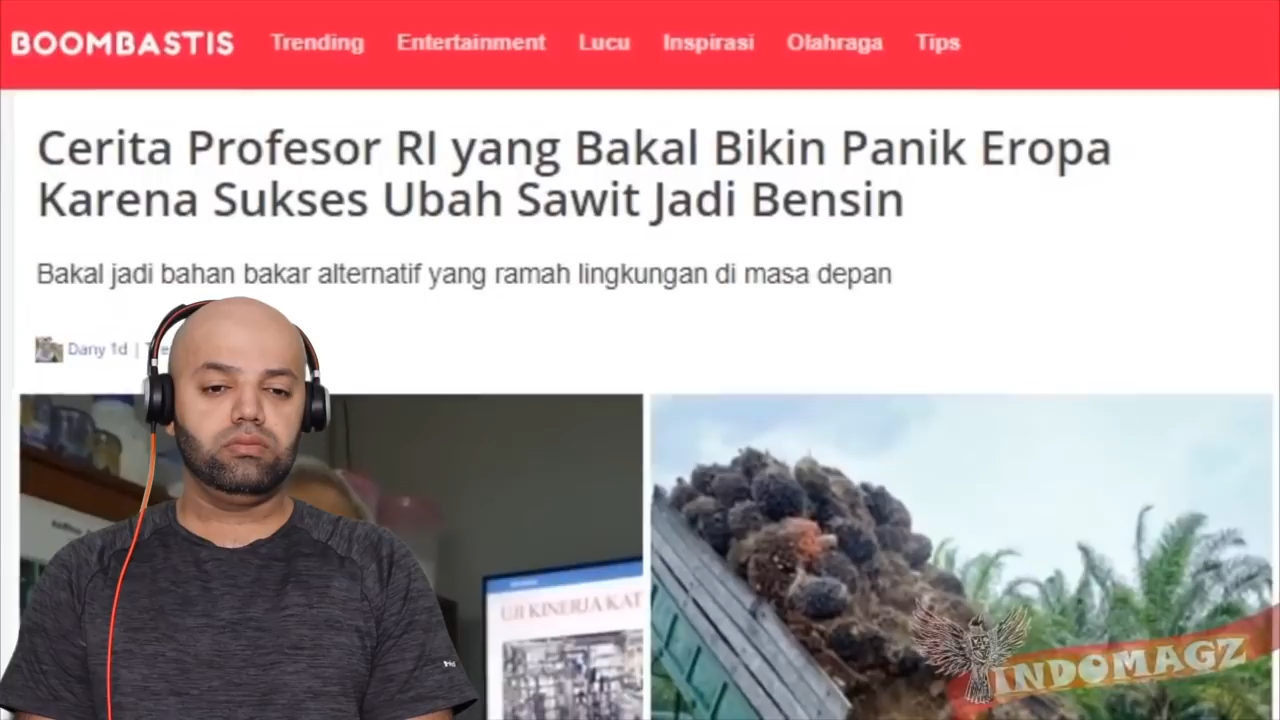 BOOMBASTIS Trending Entertainment Lucu Inspirasi Olahraga Tips
Cerita Profesor RI yang Bakal Bikin Panik Eropa
Karena Sukses Ubah Sawit Jadi Bensin
Bakal jadi bahan bakar alternatif yang ramah lingkungan di masa depan
Dany 1d |
UJI KINERJA KAT
INDOMAGZ